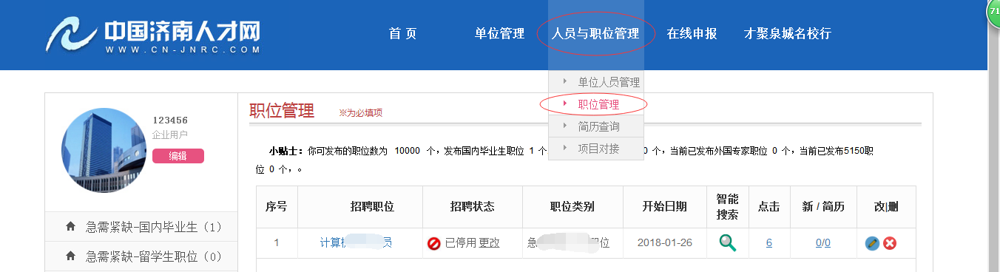 中国济南人才网
WWW.CN-JNRC.COM
首 页 单位管理 人员与职位管理 在线申报 才聚泉城名校行
71
单位人员管理
职位管理
简历查询
项目对接
123456
企业用户
编辑
急需紧缺-国内毕业生（1）
急需紧缺-留学生职位（0）
职位管理 ※为必填项
小贴士：你可发布的职位数为 10000 个，发布国内毕业生职位 1 个 0 个，当前已发布外国专家职位 0 个，当前已发布5150职
位 0 个，。
序号 招聘职位 招聘状态 职位类别 开始日期 智能搜索 点击 新 / 简历 改|删
1 计算 员 已停用 更改 急 职位 2018-01-26 6 0/0